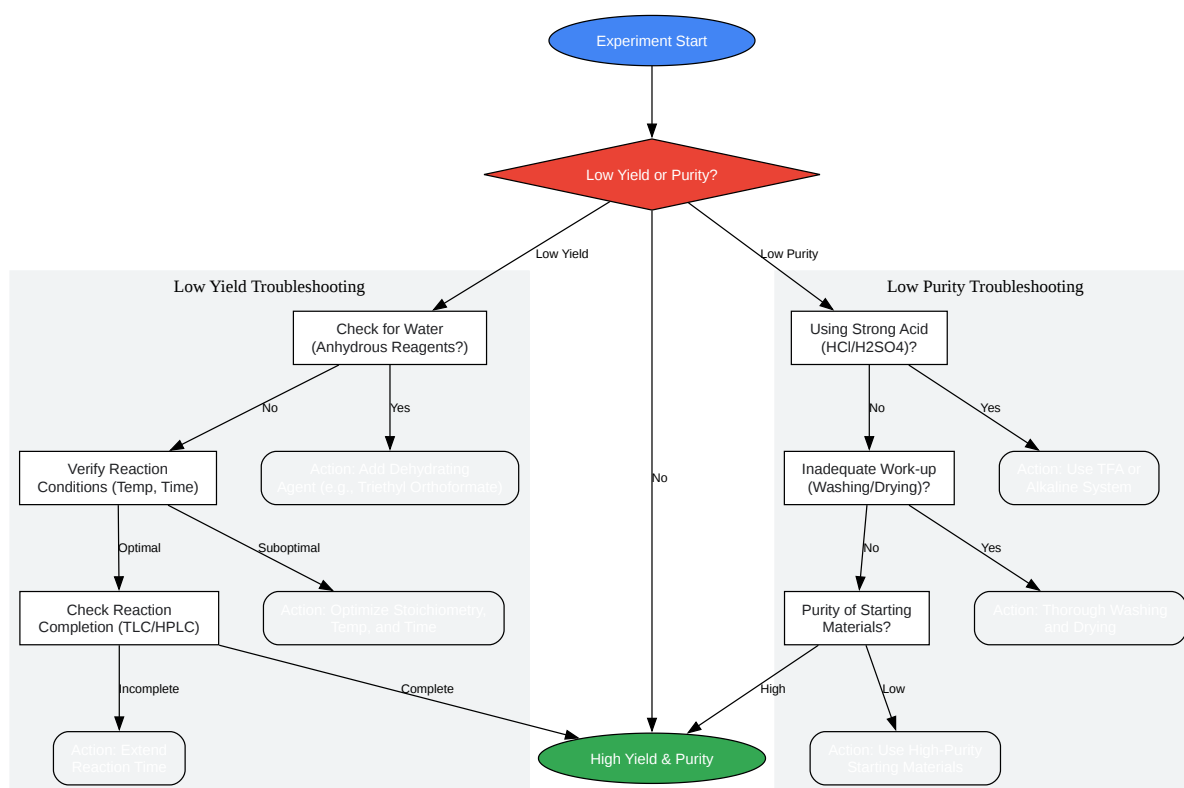 Experiment Start
Low Yield or Purity?
Low Yield
Low Purity
Low Yield Troubleshooting
Low Purity Troubleshooting
Check for Water
(Anhydrous Reagents?)
Using Strong Acid
(HCl/H2SO4)?
No
Yes
No
Yes
Verify Reaction
Conditions (Temp, Time)
Action: Add Dehydrating
Agent (e.g., Triethyl Orthoformate)
No
Inadequate Work-up
(Washing/Drying)?
Action: Use TFA or
Alkaline System
Optimal
Suboptimal
No
Yes
Check Reaction
Completion (TLC/HPLC)
Action: Optimize Stoichiometry,
Temp, and Time
Purity of Starting
Materials?
Action: Thorough Washing
and Drying
Incomplete
Complete
High
Low
Action: Extend
Reaction Time
High Yield & Purity
Action: Use High-Purity
Starting Materials